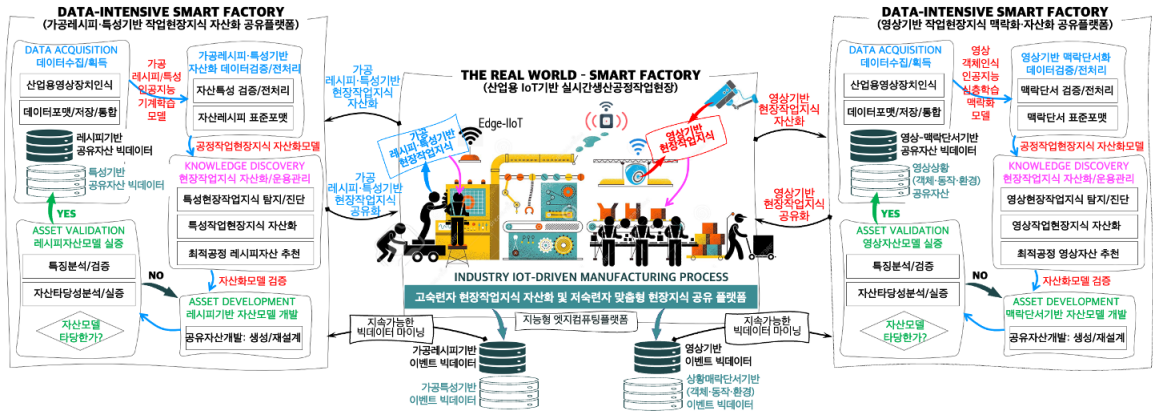 DATA-INTENSIVE SMART FACTORY
(가공레시피·특성기반 작업현장지식 자산화 공유플랫폼)
DATA ACQUISITION
데이터수집/획득
산업용영상장치인식
데이터포맷/저장/통합
가공
레시피/특성
인공지능
기계학습
모델
가공레시피·특성기반
자산화 데이터검증/전처리
자산특성 검증/전처리
자산레시피 표준포맷
레시피기반
공유자산 빅데이터
특성기반
공유자산 빅데이터
공정작업현장지식 자산화모델
KNOWLEDGE DISCOVERY
현장작업지식 자산화/운용관리
특성현장작업지식 탐지/진단
특성작업현장지식 자산화
최적공정 레시피자산 추천
YES
ASSET VALIDATION
레시피자산모델 실증
특징분석/검증
자산타당성분석/실증
자산모델
타당한가?
NO
자산화모델 검증
ASSET DEVELOPMENT
레시피기반 자산모델 개발
공유자산개발: 생성/재설계
가공
레시피·특성기반
현장작업지식
자산화
가공
레시피·특성기반
현장작업지식
공유화
THE REAL WORLD - SMART FACTORY
(산업용 IoT기반 실시간생산공정작업현장)
Edge-IIoT
가공
레시피·특성기반
현장작업지식
영상기반
현장작업지식
영상기반
현장작업지식
자산화
영상기반
현장작업지식
공유화
INDUSTRY IOT-DRIVEN MANUFACTURING PROCESS
고숙련자 현장작업지식 자산화 및 저숙련자 맞춤형 현장지식 공유 플랫폼
지능형 엣지컴퓨팅플랫폼
지속가능한
빅데이터 마이닝
가공레시피기반
이벤트 빅데이터
가공특성기반
이벤트 빅데이터
영상기반
이벤트 빅데이터
상황맥락단서기반
(객체·동작·환경)
이벤트 빅데이터
지속가능한
빅데이터 마이닝
DATA-INTENSIVE SMART FACTORY
(영상기반 작업현장지식 맥락화·자산화 공유플랫폼)
DATA ACQUISITION
데이터수집/획득
산업용영상장치인식
데이터포맷/저장/통합
영상
객체인식
인공지능
심층학습
맥락화
모델
영상기반 맥락단서화
데이터검증/전처리
맥락단서 검증/전처리
맥락단서 표준포맷
영상-맥락단서기반
공유자산 빅데이터
영상상황
(객체·동작·환경)
공유자산
공정작업현장지식 자산화모델
KNOWLEDGE DISCOVERY
현장작업지식 자산화/운용관리
영상현장작업지식 탐지/진단
영상작업현장지식 자산화
최적공정 영상자산 추천
YES
ASSET VALIDATION
영상자산모델 실증
특징분석/검증
자산타당성분석/실증
자산모델
타당한가?
NO
자산화모델 검증
ASSET DEVELOPMENT
맥락단서기반 자산모델 개발
공유자산개발: 생성/재설계